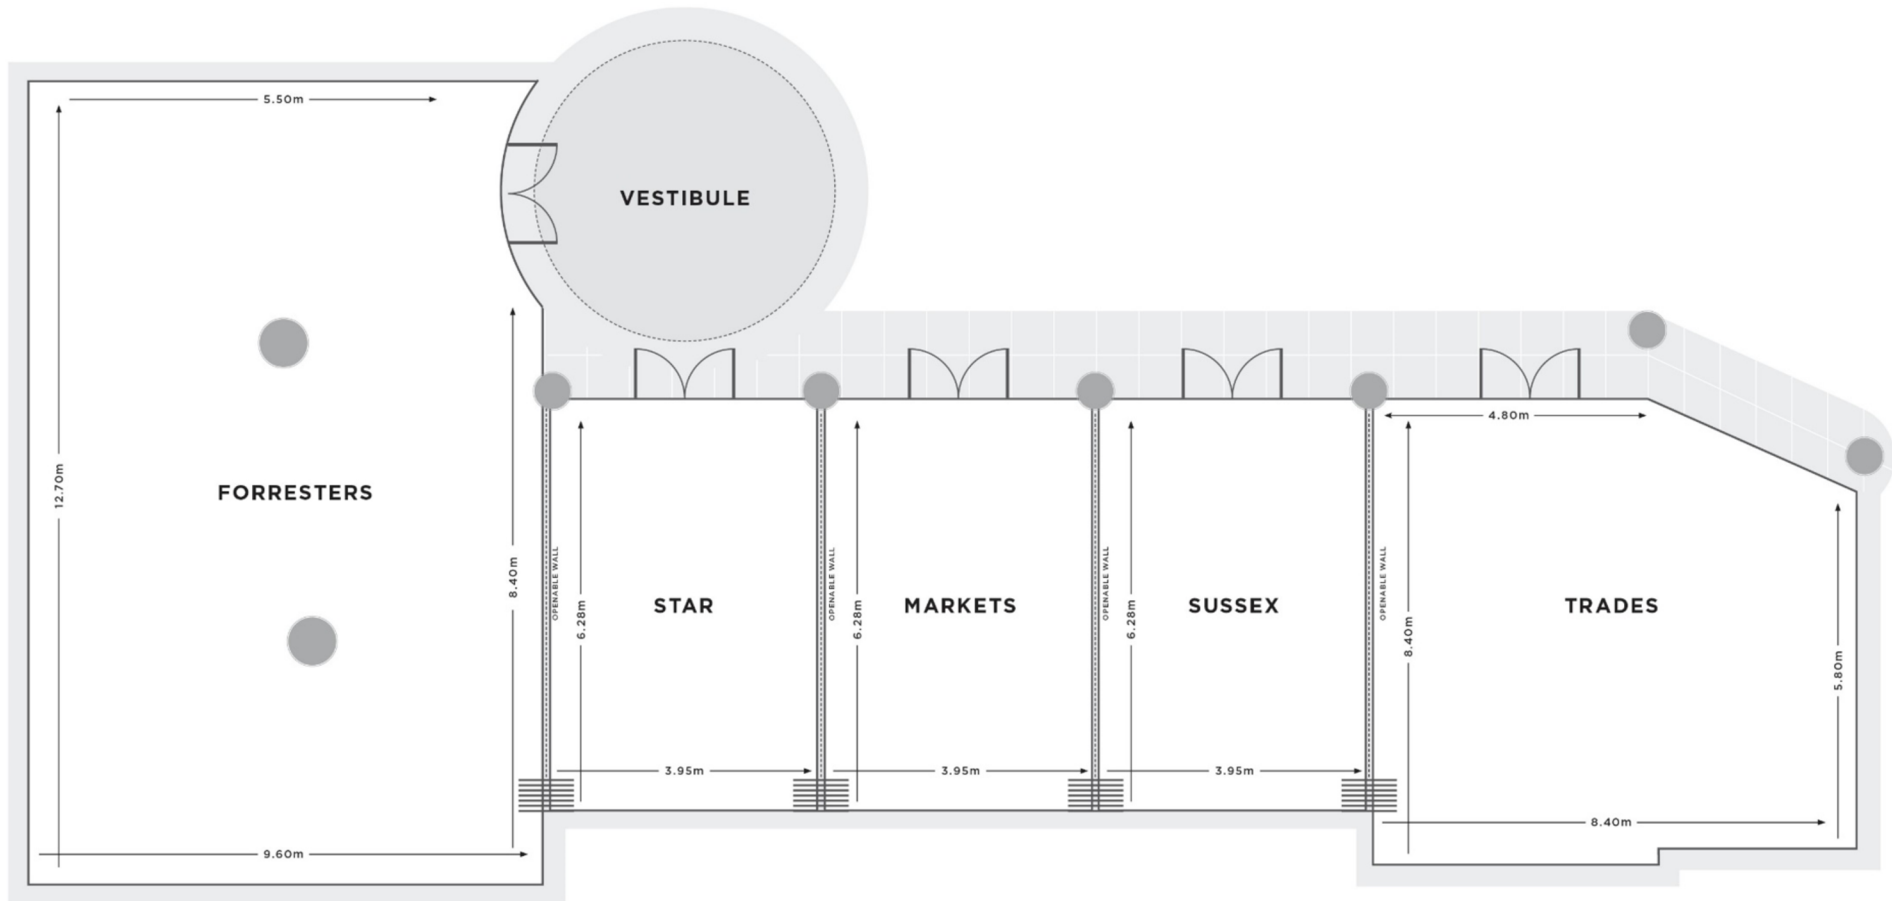 5.50m
VESTIBULE
4.80m
12.70m
FORRESTERS
8.40m
OPENABLE WALL
6.28m
STAR
OPENABLE WALL
6.28m
MARKETS
OPENABLE WALL
6.28m
SUSSEX
OPENABLE WALL
8.40m
TRADES
5.80m
3.95m
3.95m
3.95m
8.40m
9.60m